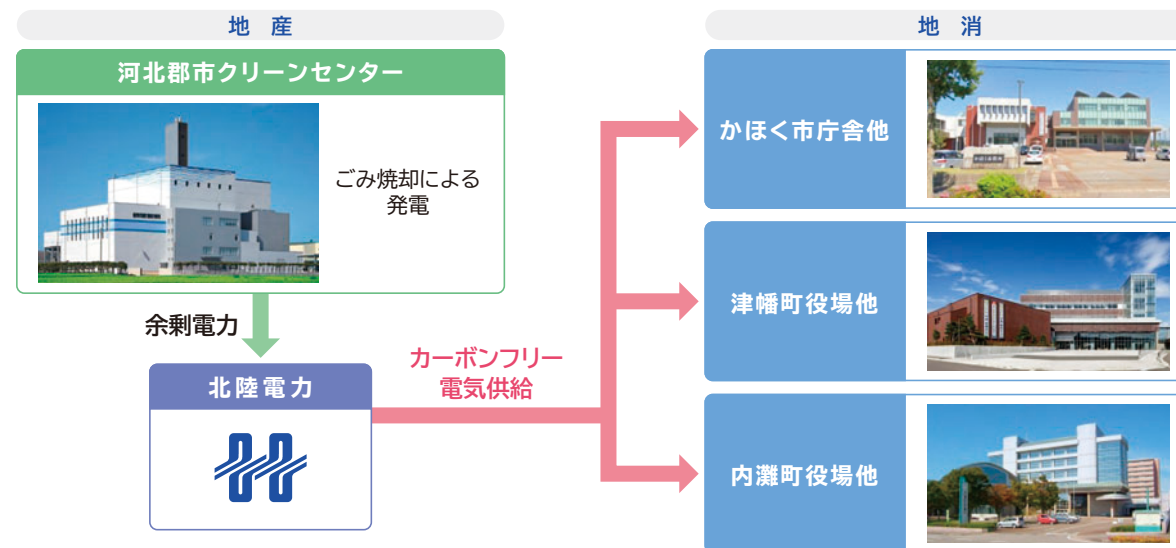 地産
河北郡市クリーンセンター
ごみ焼却による
発電
余剰電力
北陸電力
カーボンフリー
電気供給
地消
かほく市庁舎他
津幡町役場他
内灘町役場他